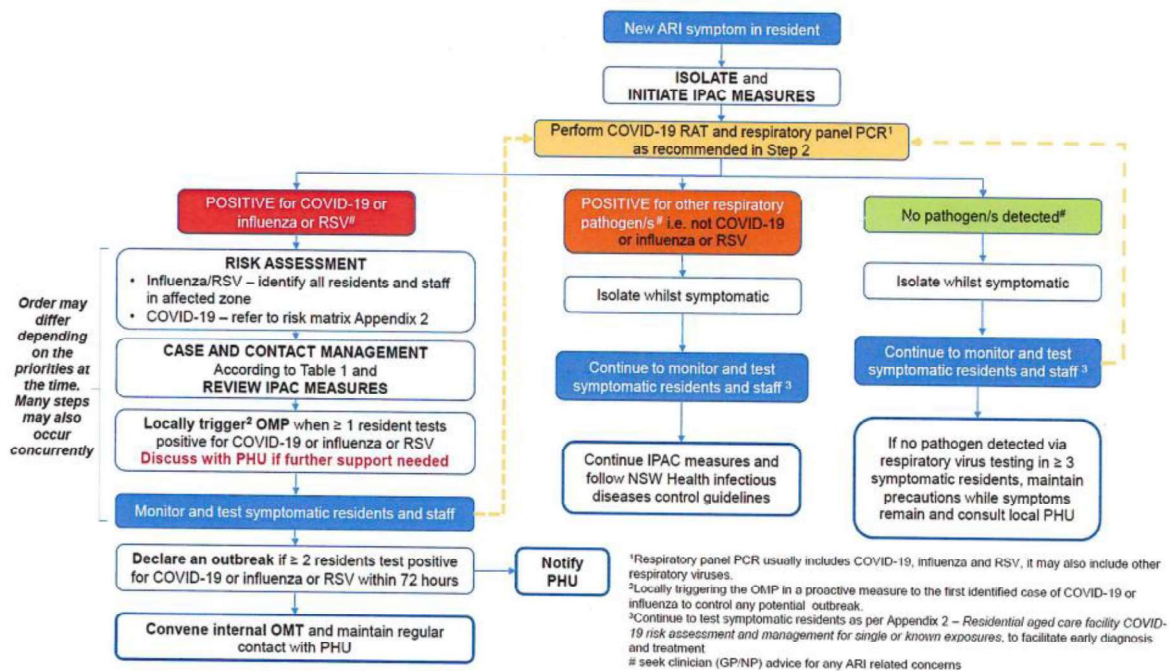 New ARI symptom in resident
ISOLATE and
INITIATE IPAC MEASURES
Perform COVID-19 RAT and respiratory panel PCR¹
as recommended in Step 2
POSITIVE for COVID-19 or
influenza or RSV#
RISK ASSESSMENT
• Influenza/RSV – identify all residents and staff
in affected zone
• COVID-19 – refer to risk matrix Appendix 2
CASE AND CONTACT MANAGEMENT
According to Table 1 and
REVIEW IPAC MEASURES
Locally trigger² OMP when ≥ 1 resident tests
positive for COVID-19 or influenza or RSV
Discuss with PHU if further support needed
Monitor and test symptomatic residents and staff
Declare an outbreak if ≥ 2 residents test positive
for COVID-19 or influenza or RSV within 72 hours
Notify
PHU
Convene internal OMT and maintain regular
contact with PHU
Order may
differ
depending
on the
priorities at
the time.
Many steps
may also
occur
concurrently
POSITIVE for other respiratory
pathogen/s # i.e. not COVID-19
or influenza or RSV
Isolate whilst symptomatic
Continue to monitor and test
symptomatic residents and staff ³
Continue IPAC measures and
follow NSW Health infectious
diseases control guidelines
No pathogen/s detected#
Isolate whilst symptomatic
Continue to monitor and test
symptomatic residents and staff ³
If no pathogen detected via
respiratory virus testing in ≥ 3
symptomatic residents, maintain
precautions while symptoms
remain and consult local PHU
¹Respiratory panel PCR usually includes COVID-19, influenza and RSV, it may also include other
respiratory viruses.
²Locally triggering the OMP in a proactive measure to the first identified case of COVID-19 or
influenza to control any potential outbreak.
³Continue to test symptomatic residents as per Appendix 2 – Residential aged care facility COVID-
19 risk assessment and management for single or known exposures, to facilitate early diagnosis
and treatment
# seek clinician (GP/NP) advice for any ARI related concerns